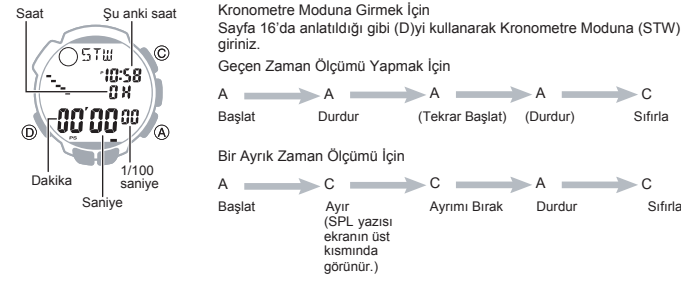 Saat
Şu anki saat
STW
10:58
0H
00'00 00
PS
C
D
A
Dakika
1/100
saniye
Saniye
Kronometre Moduna Girmek İçin
Sayfa 16’da anlatıldığı gibi (D)yi kullanarak Kronometre Moduna (STW)
giriniz.
Geçen Zaman Ölçümü Yapmak İçin
A A A A C
Başlat Durdur (Tekrar Başlat) (Durdur) Sıfırla
Bir Ayrık Zaman Ölçümü İçin
A C C A C
Başlat Ayır Ayrımı Bırak Durdur Sıfırla
(SPL yazısı
ekranın üst
kısmında
görünür.)